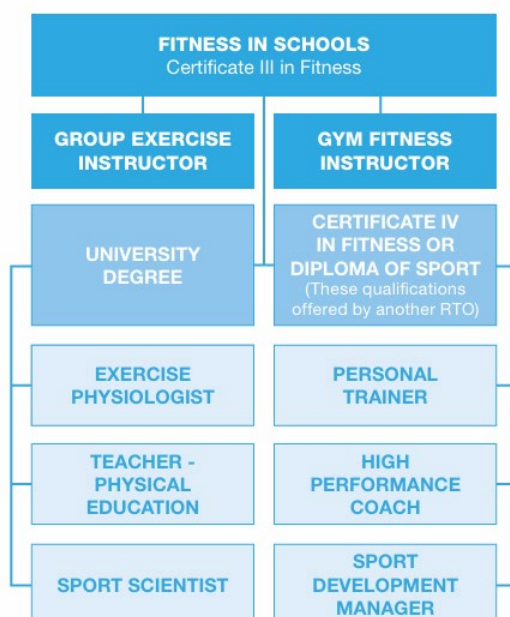 FITNESS IN SCHOOLS
Certificate III in Fitness
GROUP EXERCISE
INSTRUCTOR
GYM FITNESS
INSTRUCTOR
UNIVERSITY
DEGREE
CERTIFICATE IV
IN FITNESS OR
DIPLOMA OF SPORT
(These qualifications
offered by another RTO)
EXERCISE
PHYSIOLOGIST
PERSONAL
TRAINER
TEACHER -
PHYSICAL
EDUCATION
HIGH
PERFORMANCE
COACH
SPORT SCIENTIST
SPORT
DEVELOPMENT
MANAGER